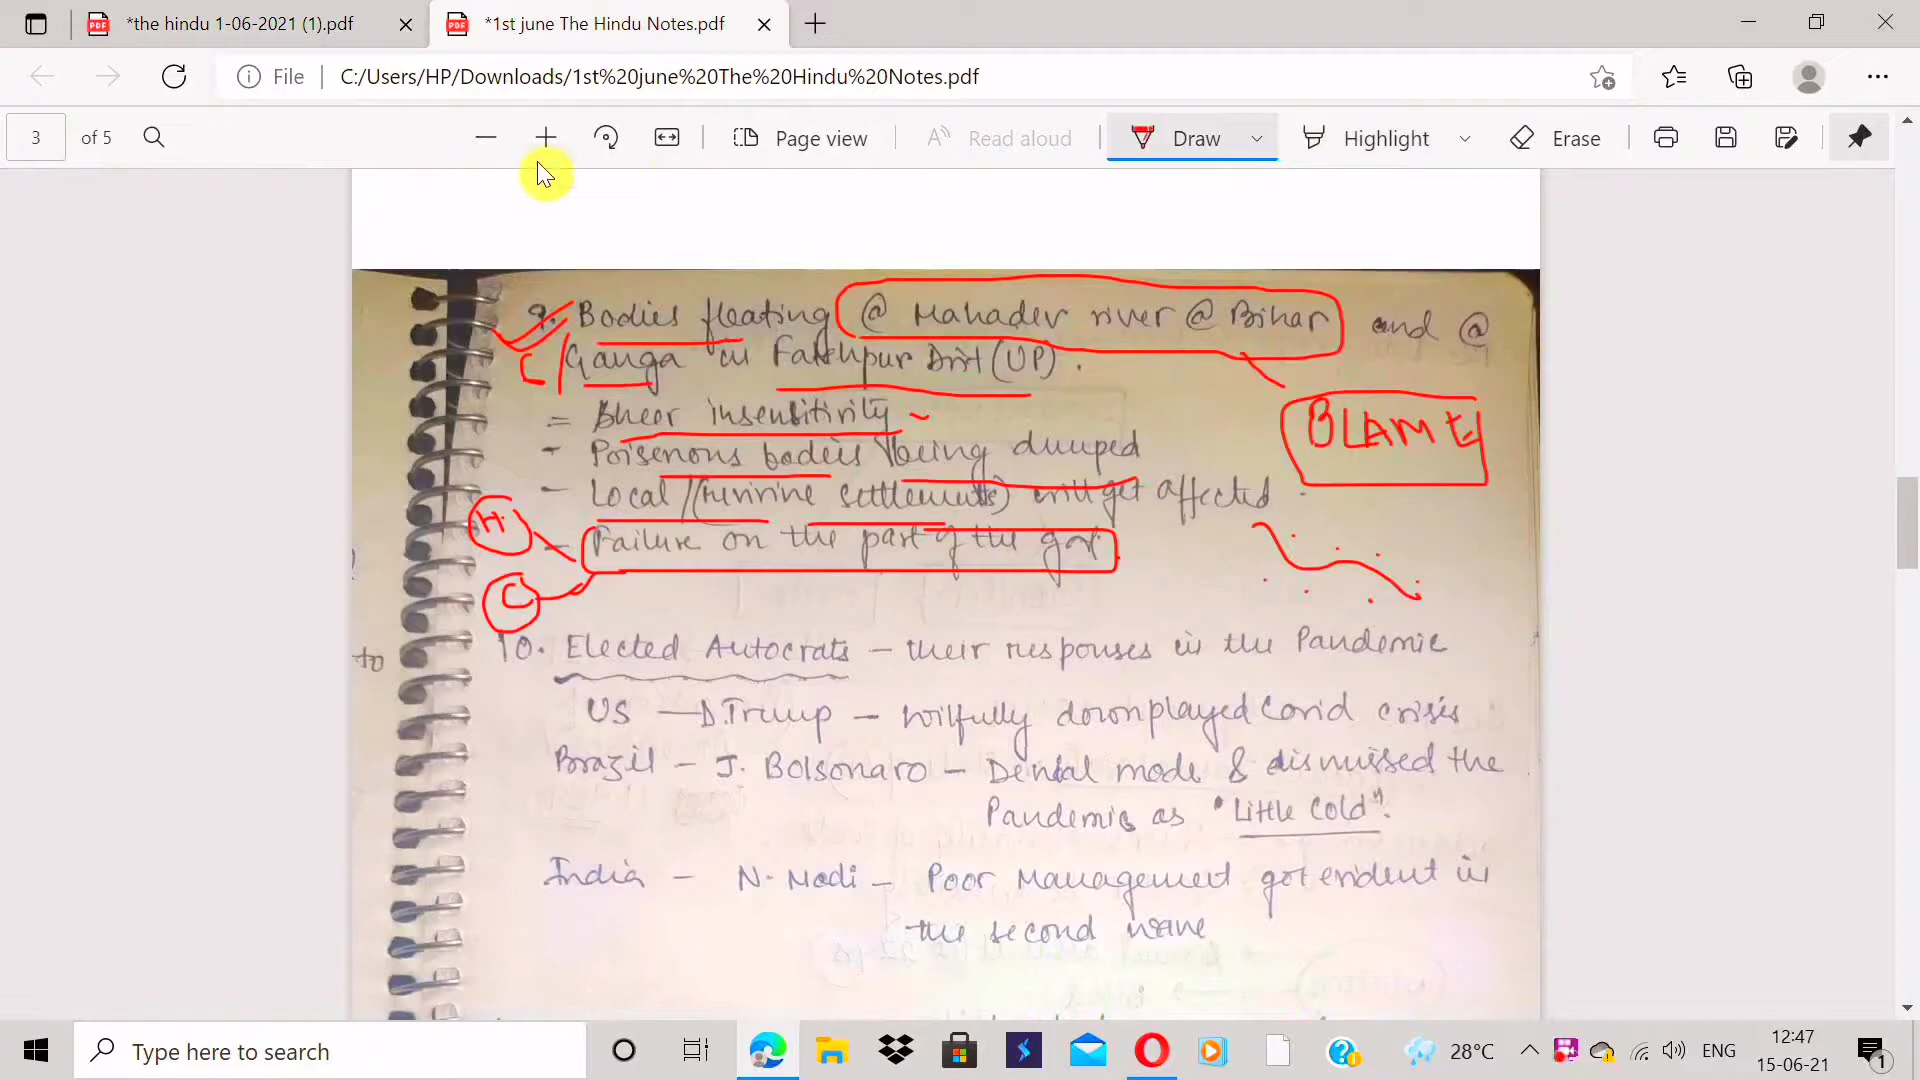 *the hindu 1-06-2021 (1).pdf
*1st june The Hindu Notes.pdf
File
C:/Users/HP/Downloads/1st%20june%20The%20Hindu%20Notes.pdf
3 of 5
Page view
Read aloud
Draw
Highlight
Erase
9. Bodies floating @ Mahadev river @ Bihar and @
Ganga in Fatehpur Dist (UP).
= Sheer insensitivity
BLAME
- Poisenous bodies being dumped
- Local / (revirine settlements) will get affected
H.
- Failure on the part of the govt
C
to
10. Elected Autocrats - their responses in the Pandemic
US - D. Trump - wilfully downplayed Covid crisis
Brazil - J. Bolsonaro - Denial mode & dismissed the
Pandemic as "Little Cold".
India - N. Modi - Poor Management got evident in
the second wave
Type here to search
28°C
ENG
12:47
15-06-21
1